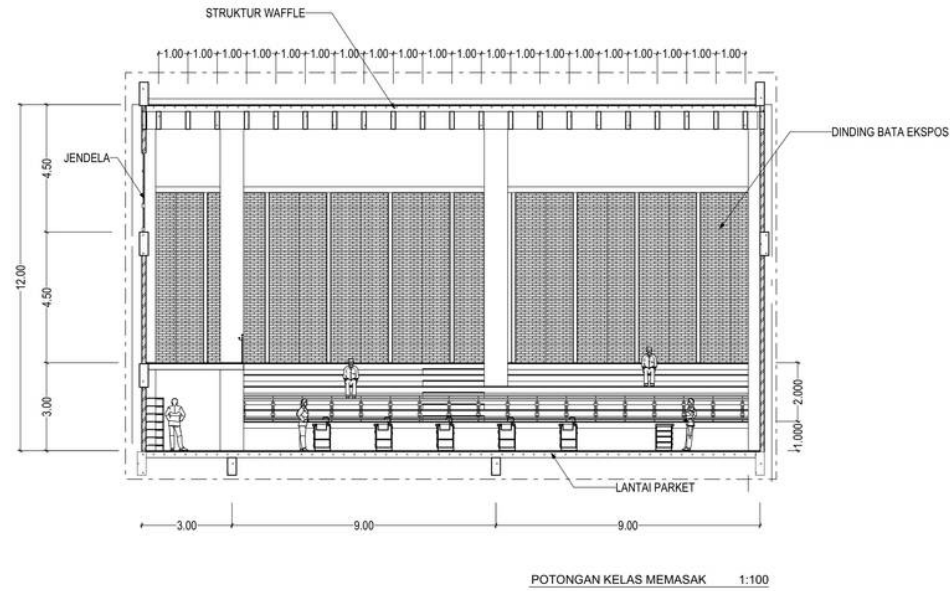 STRUKTUR WAFFLE
1.00 1.00 1.00 1.00 1.00 1.00 1.00 1.00 1.00 1.00 1.00 1.00 1.00 1.00 1.00 1.00 1.00 1.00 1.00 1.00
DINDING BATA EKSPOS
JENDELA
4.50
12.00
4.50
3.00
2.000
1.000
LANTAI PARKET
3.00 9.00 9.00
POTONGAN KELAS MEMASAK 1:100